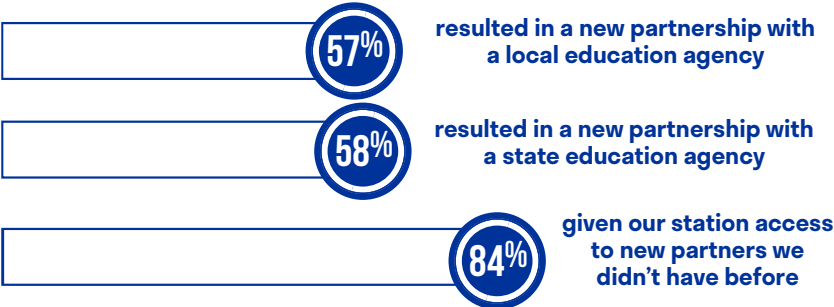 57%
resulted in a new partnership with
a local education agency
58%
resulted in a new partnership with
a state education agency
84%
given our station access
to new partners we
didn’t have before